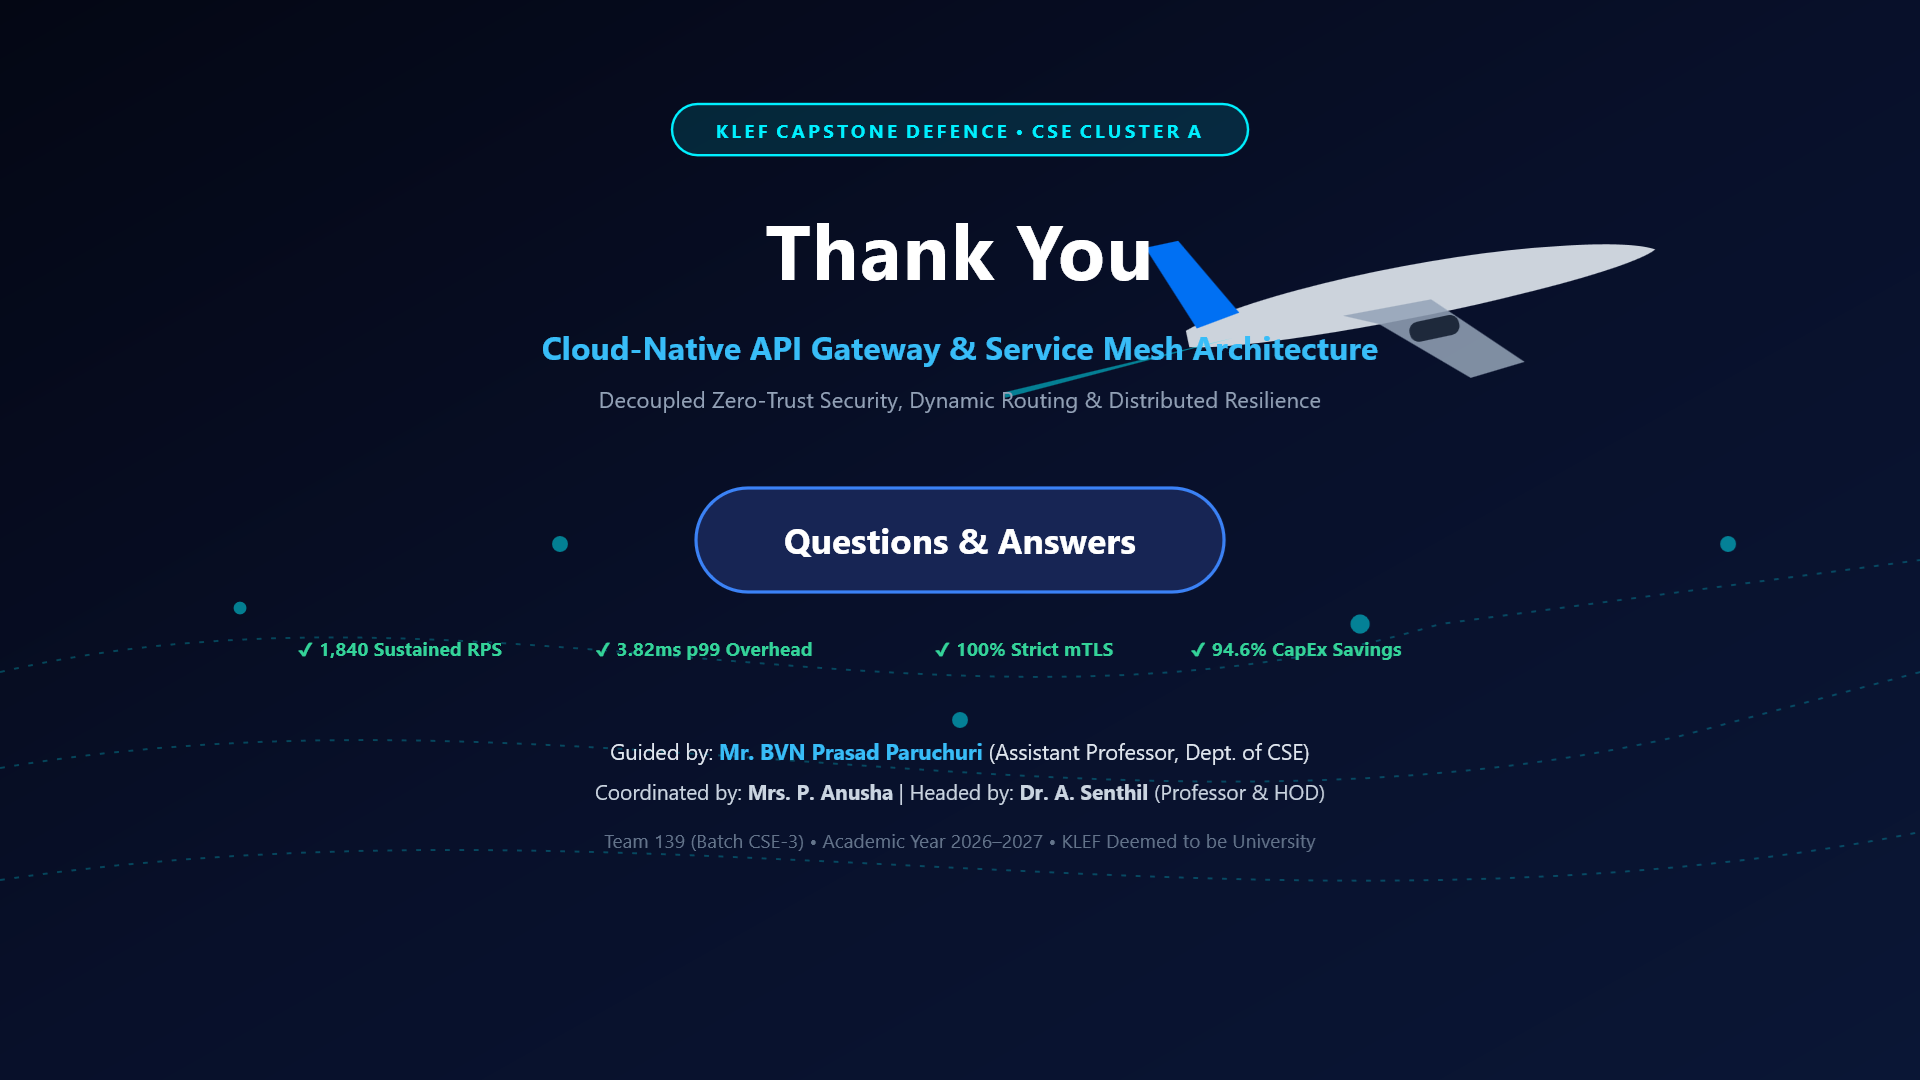 KLEF CAPSTONE DEFENCE • CSE CLUSTER A
Thank You
Cloud-Native API Gateway & Service Mesh Architecture
Decoupled Zero-Trust Security, Dynamic Routing & Distributed Resilience
Questions & Answers
✓ 1,840 Sustained RPS ✓ 3.82ms p99 Overhead ✓ 100% Strict mTLS ✓ 94.6% CapEx Savings
Guided by: Mr. BVN Prasad Paruchuri (Assistant Professor, Dept. of CSE)
Coordinated by: Mrs. P. Anusha | Headed by: Dr. A. Senthil (Professor & HOD)
Team 139 (Batch CSE-3) • Academic Year 2026–2027 • KLEF Deemed to be University